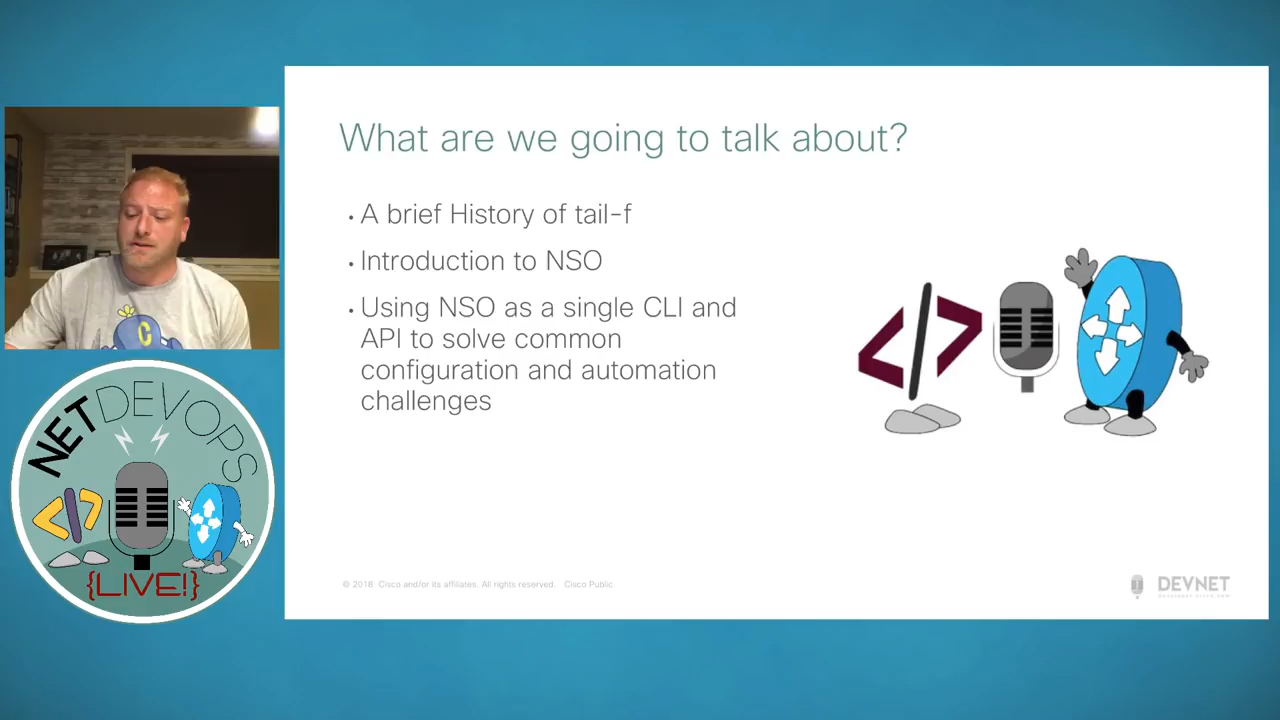 What are we going to talk about?
• A brief History of tail-f
• Introduction to NSO
• Using NSO as a single CLI and
API to solve common
configuration and automation
challenges
C
NETDEVOPS
{LIVE!}
© 2018 Cisco and/or its affiliates. All rights reserved. Cisco Public
DEVNET